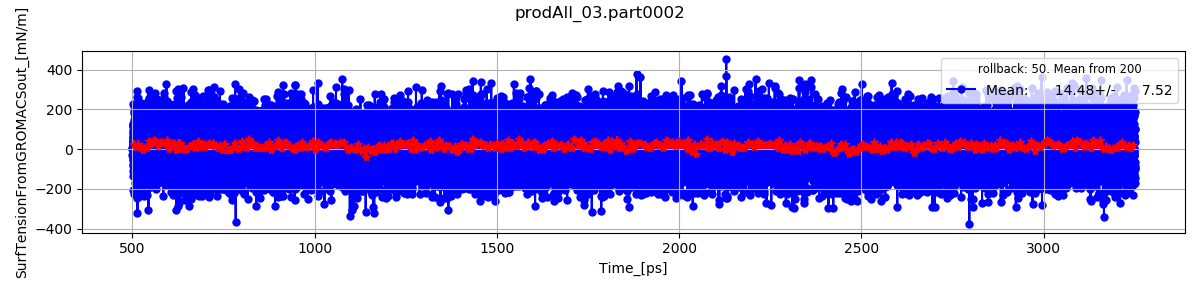 prodAll_03.part0002
SurfTensionFromGROMACSout_[mN/m]
400
200
0
−200
−400
rollback: 50. Mean from 200
Mean: 14.48+/- 7.52
500 1000 1500 2000 2500 3000
Time_[ps]